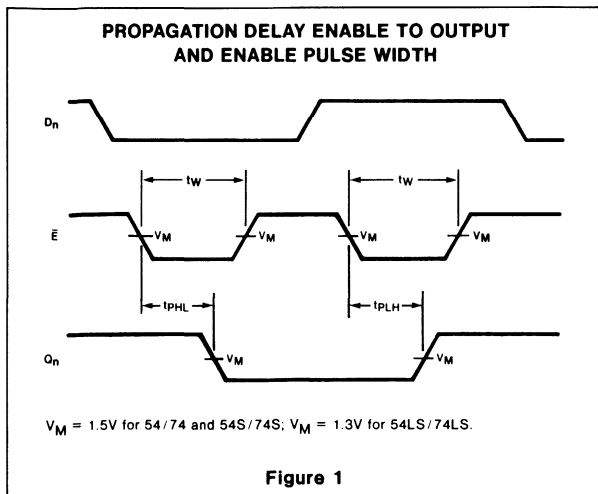 PROPAGATION DELAY ENABLE TO OUTPUT
AND ENABLE PULSE WIDTH
Dn
tW
tW
Ē
VM
VM
VM
VM
tPHL
tPLH
Qn
VM
VM
VM = 1.5V for 54/74 and 54S/74S; VM = 1.3V for 54LS/74LS.
Figure 1